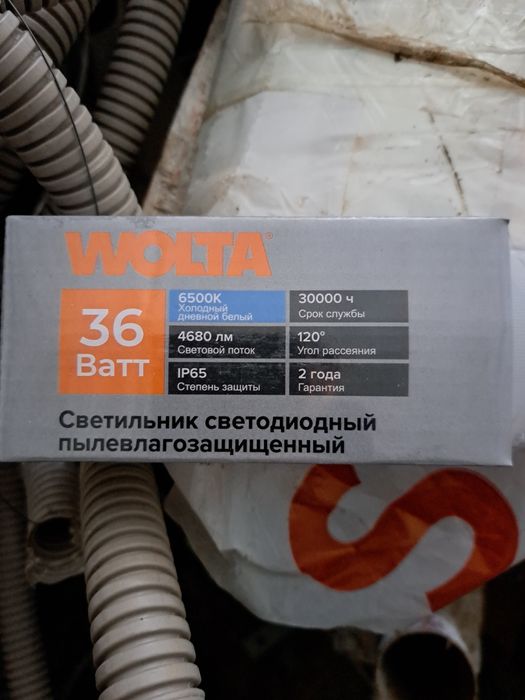 WOLTA®
36
Ватт
6500K
Холодный
дневной белый
30000 ч
Срок службы
4680 лм
Световой поток
120°
Угол рассеяния
IP65
Степень защиты
2 года
Гарантия
Светильник светодиодный
пылевлагозащищенный
S